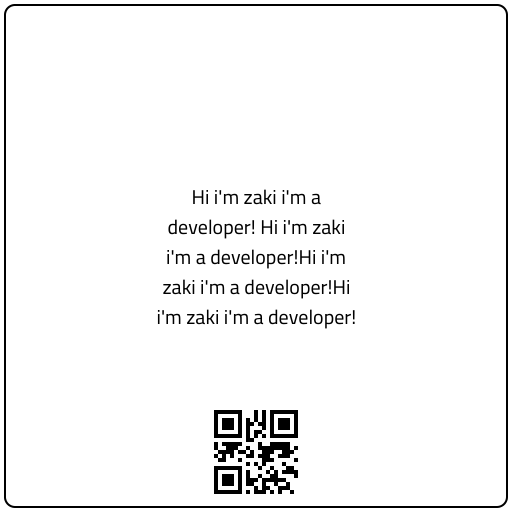 Hi i'm zaki i'm a
developer! Hi i'm zaki
i'm a developer!Hi i'm
zaki i'm a developer!Hi
i'm zaki i'm a developer!